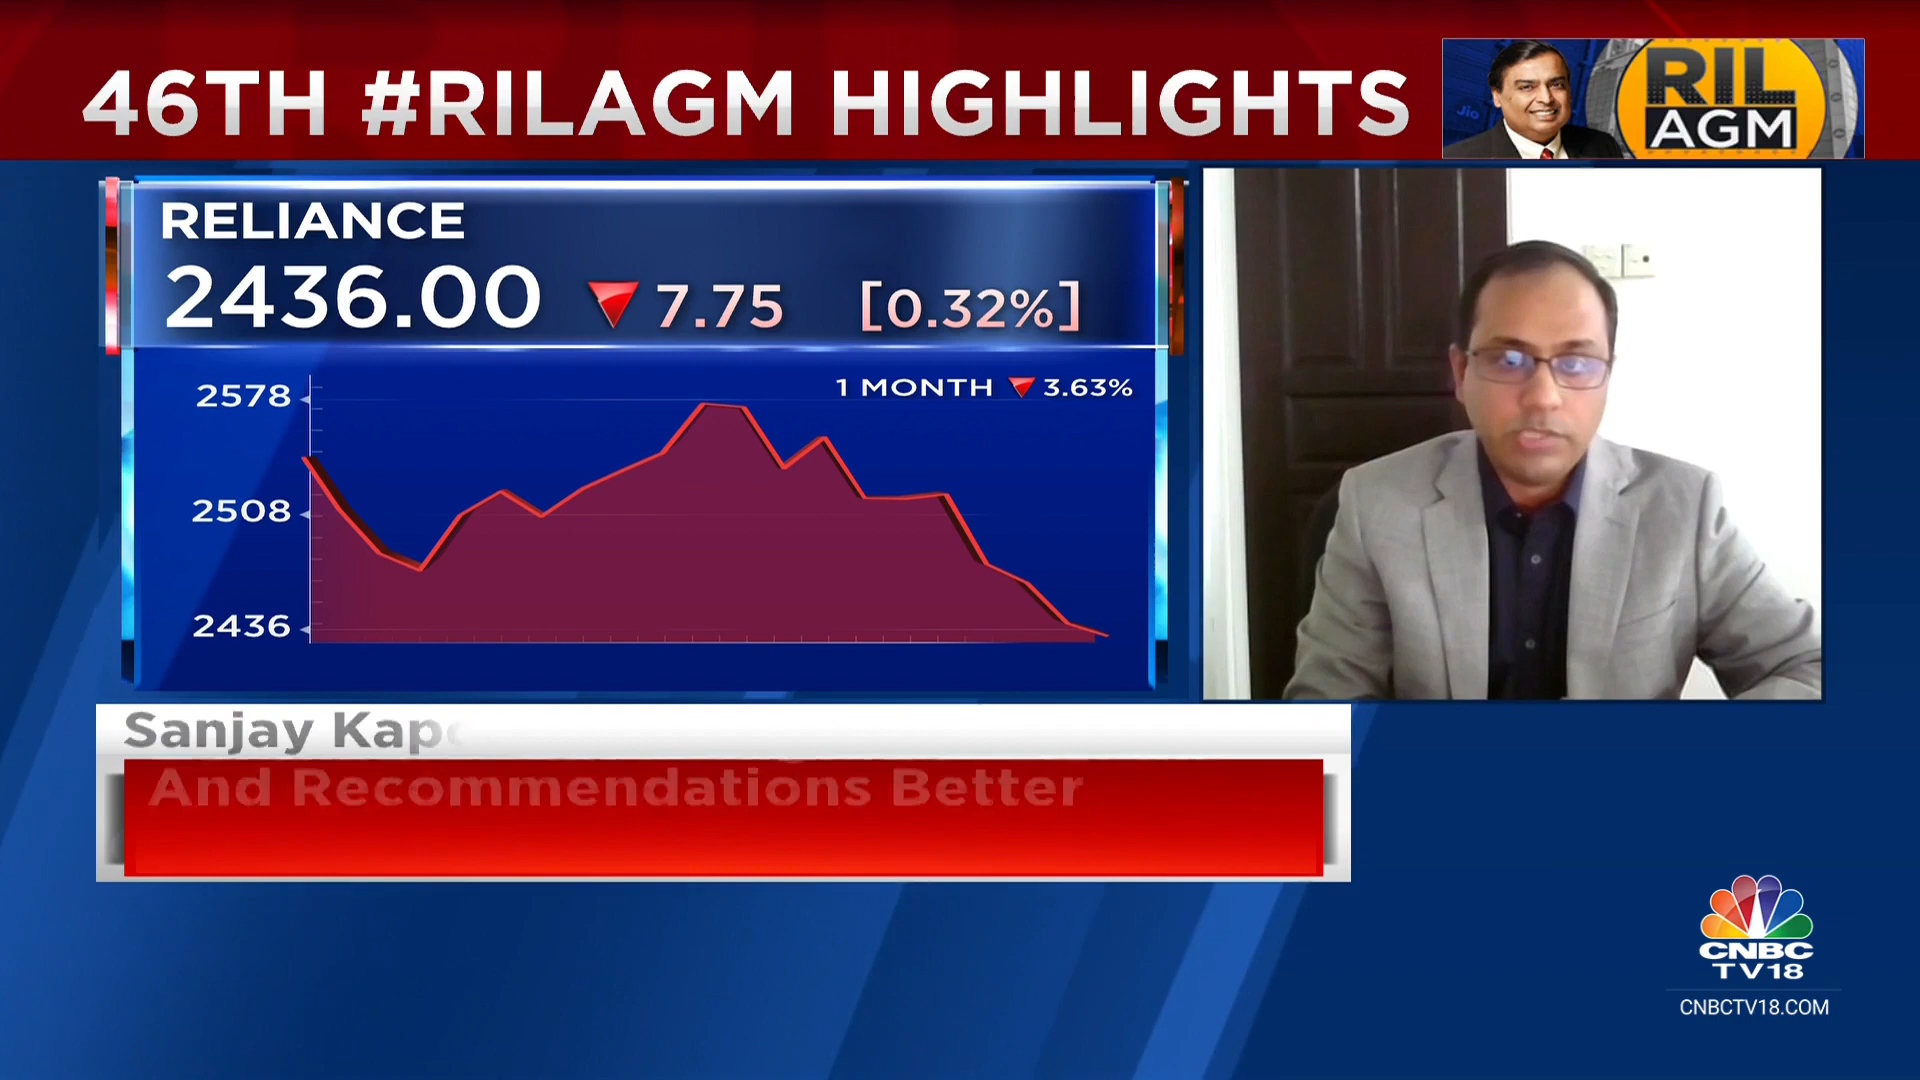 46TH #RILAGM HIGHLIGHTS
Jio
RIL
AGM
RELIANCE
2436.00 7.75 [0.32%]
1 MONTH 3.63%
2578
2508
2436
Sanjay
And Recommendations Better
CNBC
TV18
CNBCTV18.COM